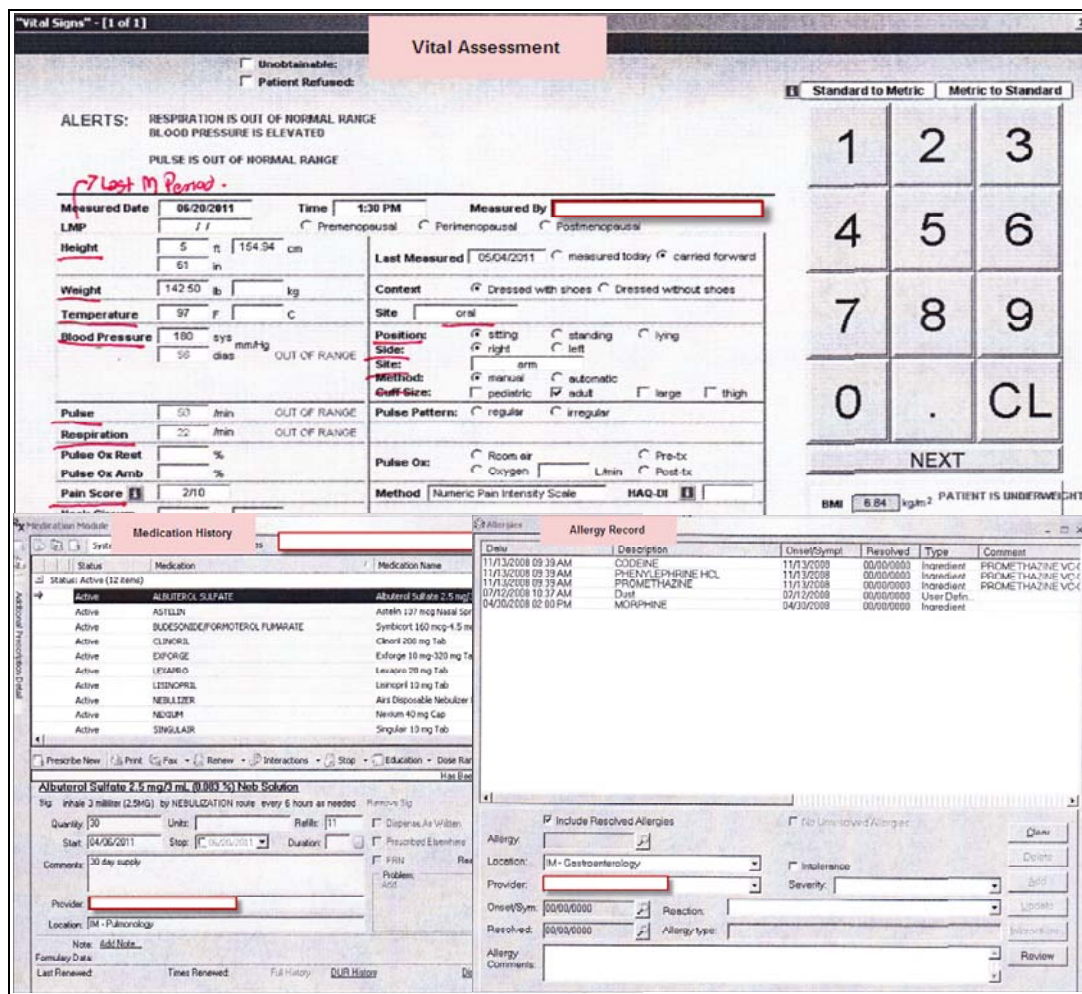 "Vital Signs" - [1 of 1]
Vital Assessment
Unobtainable:
Patient Refused:
Standard to Metric Metric to Standard
ALERTS: RESPIRATION IS OUT OF NORMAL RANGE
BLOOD PRESSURE IS ELEVATED
PULSE IS OUT OF NORMAL RANGE
1 2 3
4 5 6
7 8 9
0 . CL
NEXT
Last M Period.
Measured Date 06/20/2011 Time 1:30 PM Measured By
LMP / / Premenopausal Perimenopausal Postmenopausal
Height 5 ft 154.94 cm
61 in
Last Measured 05/04/2011 measured today carried forward
Weight 142.50 lb kg Context Dressed with shoes Dressed without shoes
Temperature 97 F C Site oral
Blood Pressure 180 sys mm/Hg
56 dias OUT OF RANGE
Position: sitting standing lying
Side: right left
Site: arm
Method: manual automatic
Cuff Size: pediatric adult large thigh
Pulse /min OUT OF RANGE Pulse Pattern: regular irregular
Respiration 22 /min OUT OF RANGE
Pulse Ox Rest %
Pulse Ox Amb %
Pulse Ox: Room air Pre-tx
Oxygen L/min Post-tx
Pain Score 2/10 Method Numeric Pain Intensity Scale HAQ-DI
BMI 6.84 kg/m2 PATIENT IS UNDERWEIGHT
Medication Module
Medication History
Status Medication Medication Name
Status: Active (12 items)
Active ALBUTEROL SULFATE Albuterol Sulfate 2.5 mg/3
Active ASTELIN Astelin 137 mcg Nasal Spr
Active BUDESONIDE/FORMOTEROL FUMARATE Symbicort 160 mcg-4.5 m
Active CLINORIL Clinoril 200 mg Tab
Active EXFORGE Exforge 10 mg-320 mg Ta
Active LEXAPRO Lexapro 20 mg Tab
Active LISINOPRIL Lisinopril 10 mg Tab
Active NEBULIZER Airs Disposable Nebulizer
Active NEXIUM Nexium 40 mg Cap
Active SINGULAIR Singulair 10 mg Tab
Additional Prescription Detail
Prescribe New Print Fax Renew Interactions Stop Education Dose Ran
Has Bee
Albuterol Sulfate 2.5 mg/3 mL (0.083 %) Neb Solution
Sig: inhale 3 milliliter (2.5MG) by NEBULIZATION route every 6 hours as needed Remove Sig
Quantity: 30 Units: Refills: 11 Dispense As Written
Start: 04/06/2011 Stop: Duration: Prescribed Elsewhere
Comments: 30 day supply PRN Rea
Problem:
Add
Provider:
Location: IM - Pulmonology
Note: Add Note...
Formulary Data:
Last Renewed: Times Renewed: Full History DUR History Di
Allergies
Allergy Record
Date Description Onset/Sympt Resolved Type Comment
11/13/2008 09:39 AM CODEINE 11/13/2008 00/00/0000 Ingredient PROMETHAZINE VC-C
11/13/2008 09:39 AM PHENYLEPHRINE HCL 11/13/2008 00/00/0000 Ingredient PROMETHAZINE VC-C
11/13/2008 09:39 AM PROMETHAZINE 11/13/2008 00/00/0000 Ingredient PROMETHAZINE VC-C
07/12/2008 10:37 AM Dust 07/12/2008 00/00/0000 User Defin...
04/30/2008 02:00 PM MORPHINE 04/30/2008 00/00/0000 Ingredient
Include Resolved Allergies
Allergy:
Location: IM - Gastroenterology Intolerance
Provider: Severity:
Onset/Sym: 00/00/0000 Reaction:
Resolved: 00/00/0000 Allergy type:
Allergy Comments:
Clear
Delete
Add
Update
Interactions...
Review